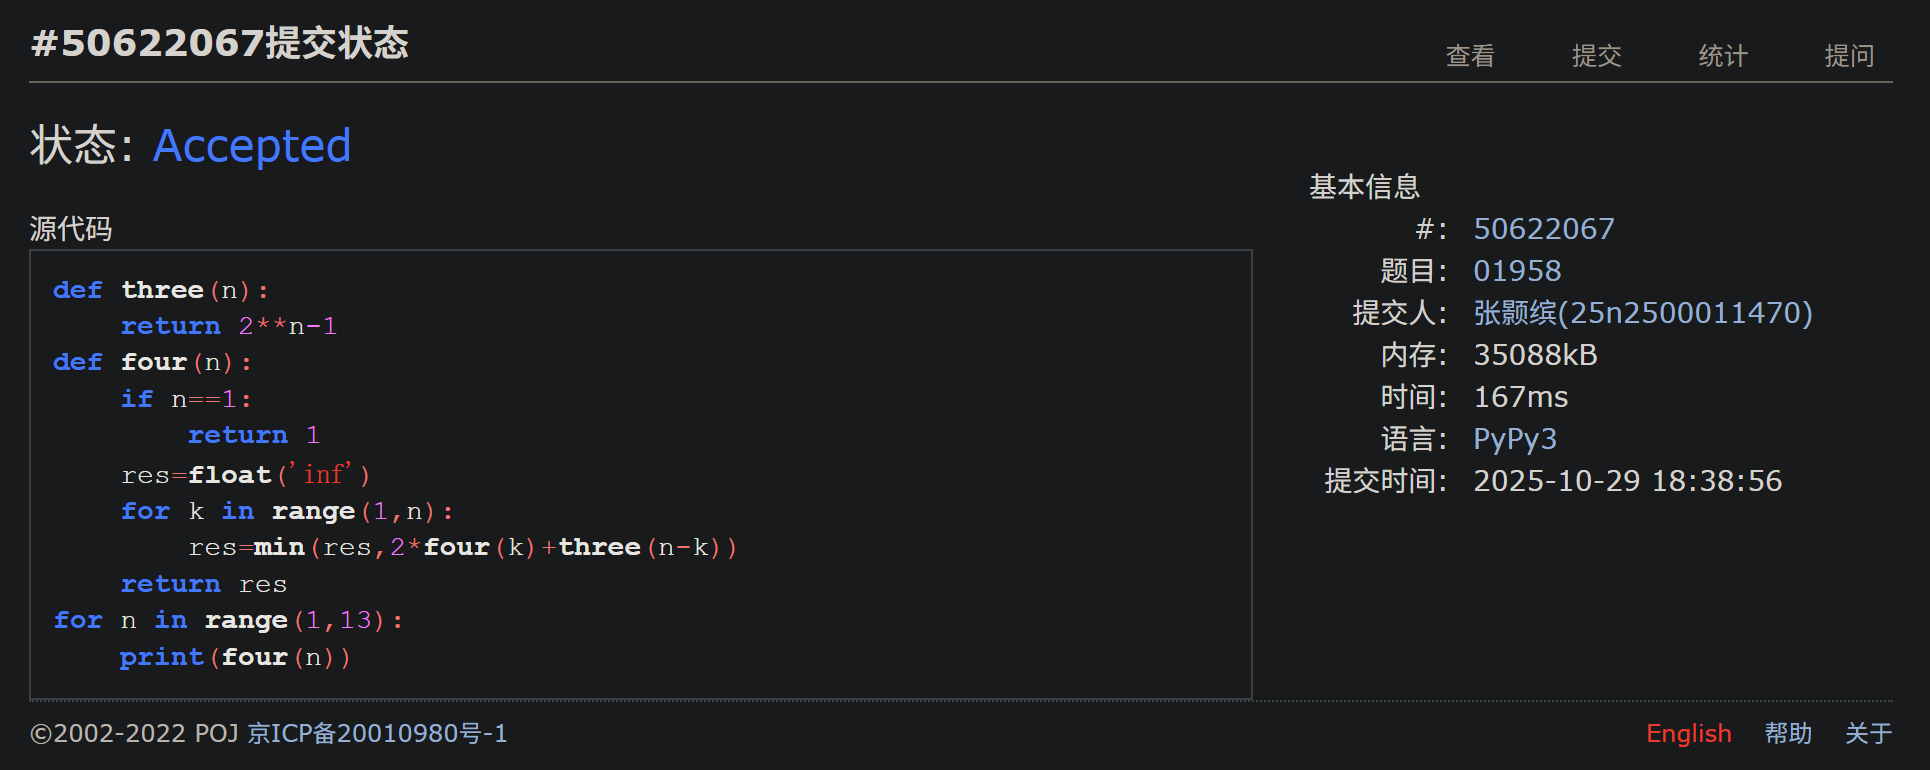 #50622067提交状态
查看 提交 统计 提问
状态: Accepted
源代码
def three(n):
    return 2**n-1
def four(n):
    if n==1:
        return 1
    res=float('inf')
    for k in range(1,n):
        res=min(res,2*four(k)+three(n-k))
    return res
for n in range(1,13):
    print(four(n))
基本信息
#: 50622067
题目: 01958
提交人: 张颢缤(25n2500011470)
内存: 35088kB
时间: 167ms
语言: PyPy3
提交时间: 2025-10-29 18:38:56
©2002-2022 POJ 京ICP备20010980号-1
English 帮助 关于